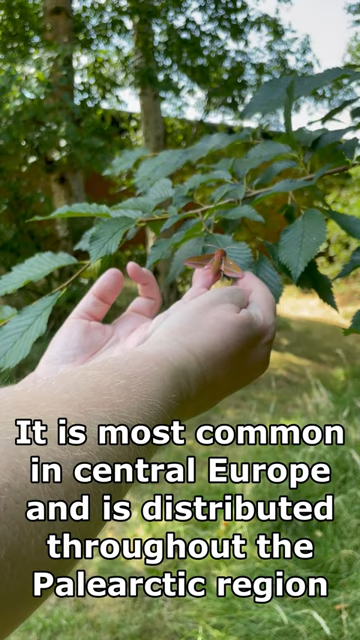 It is most common
in central Europe
and is distributed
throughout the
Palearctic region